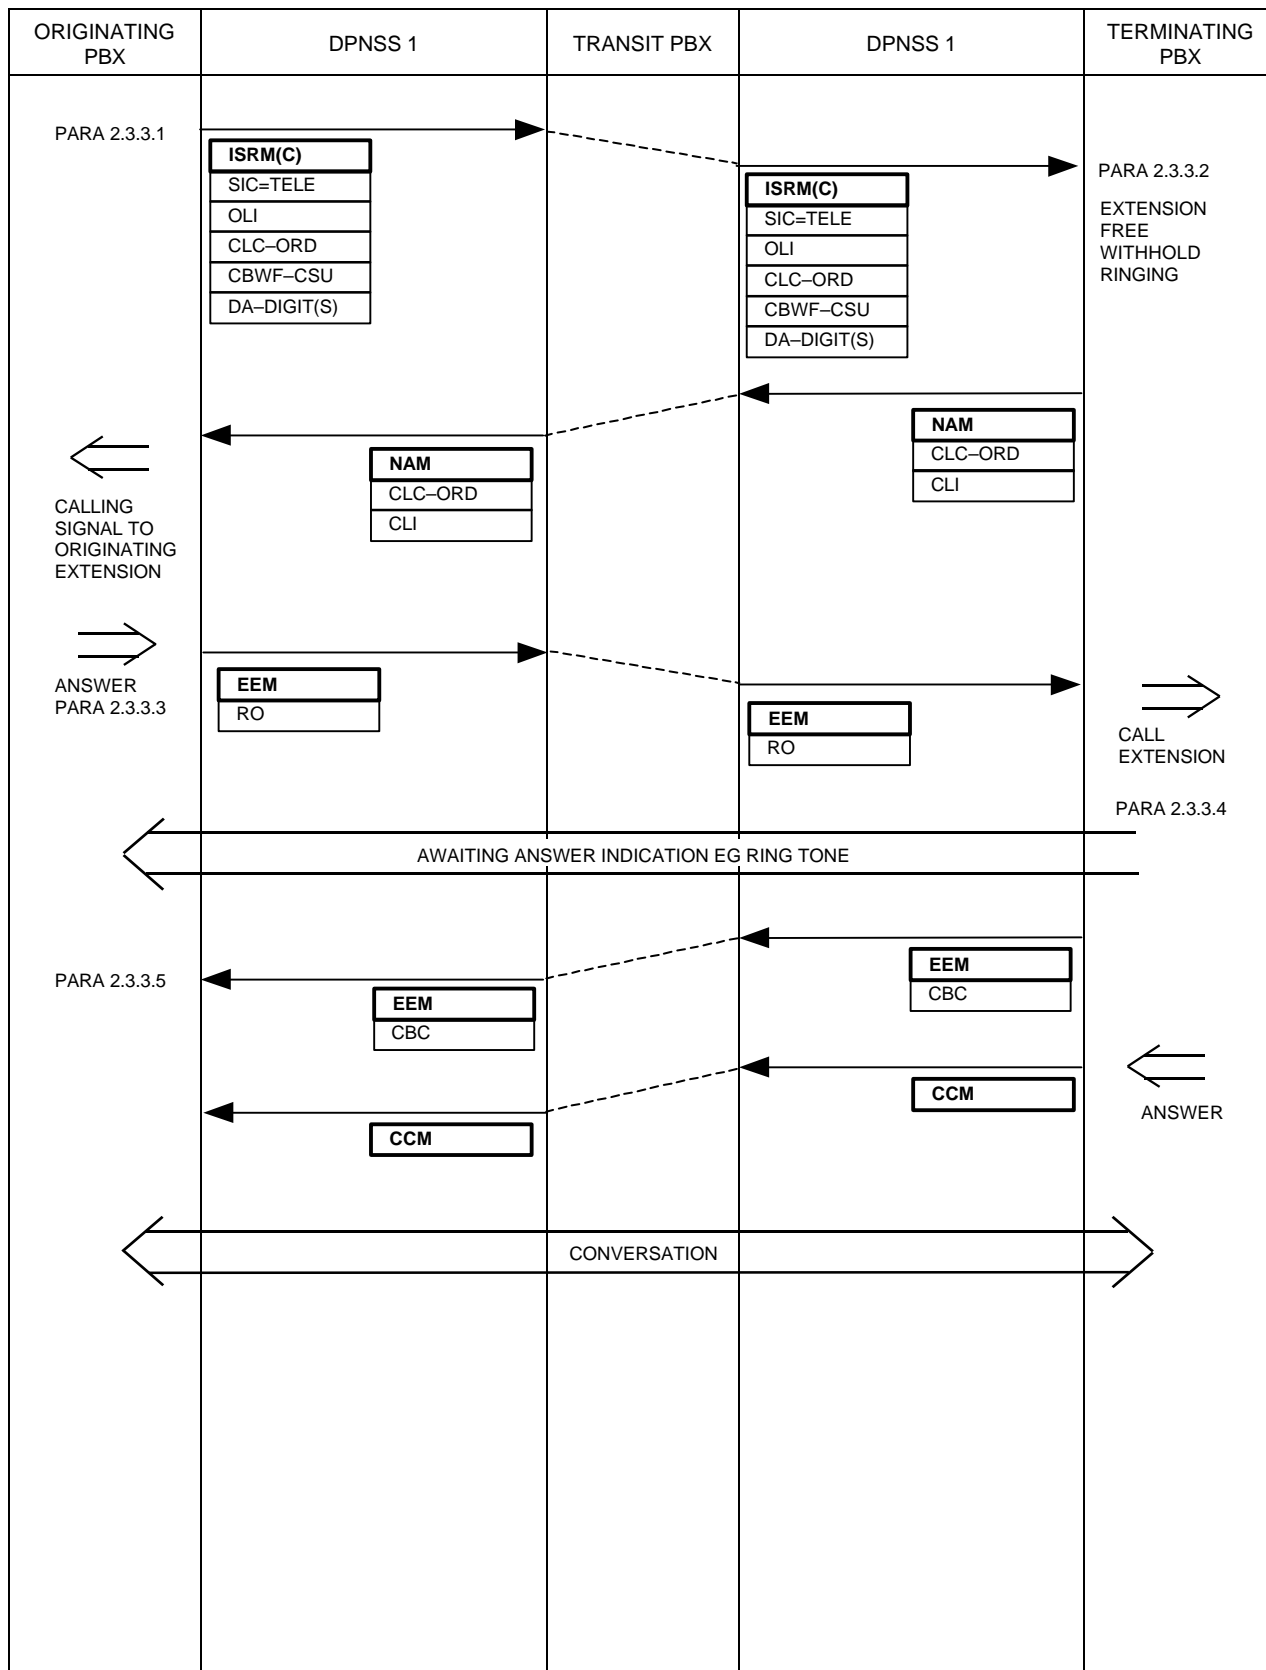 ORIGINATING
PBX
DPNSS 1
TRANSIT PBX
DPNSS 1
TERMINATING
PBX
PARA 2.3.3.1
ISRM(C)
SIC=TELE
OLI
CLC–ORD
CBWF–CSU
DA–DIGIT(S)
ISRM(C)
SIC=TELE
OLI
CLC–ORD
CBWF–CSU
DA–DIGIT(S)
PARA 2.3.3.2
EXTENSION
FREE
WITHHOLD
RINGING
NAM
CLC–ORD
CLI
NAM
CLC–ORD
CLI
CALLING
SIGNAL TO
ORIGINATING
EXTENSION
ANSWER
PARA 2.3.3.3
EEM
RO
EEM
RO
CALL
EXTENSION
PARA 2.3.3.4
AWAITING ANSWER INDICATION EG RING TONE
PARA 2.3.3.5
EEM
CBC
EEM
CBC
CCM
ANSWER
CCM
CONVERSATION